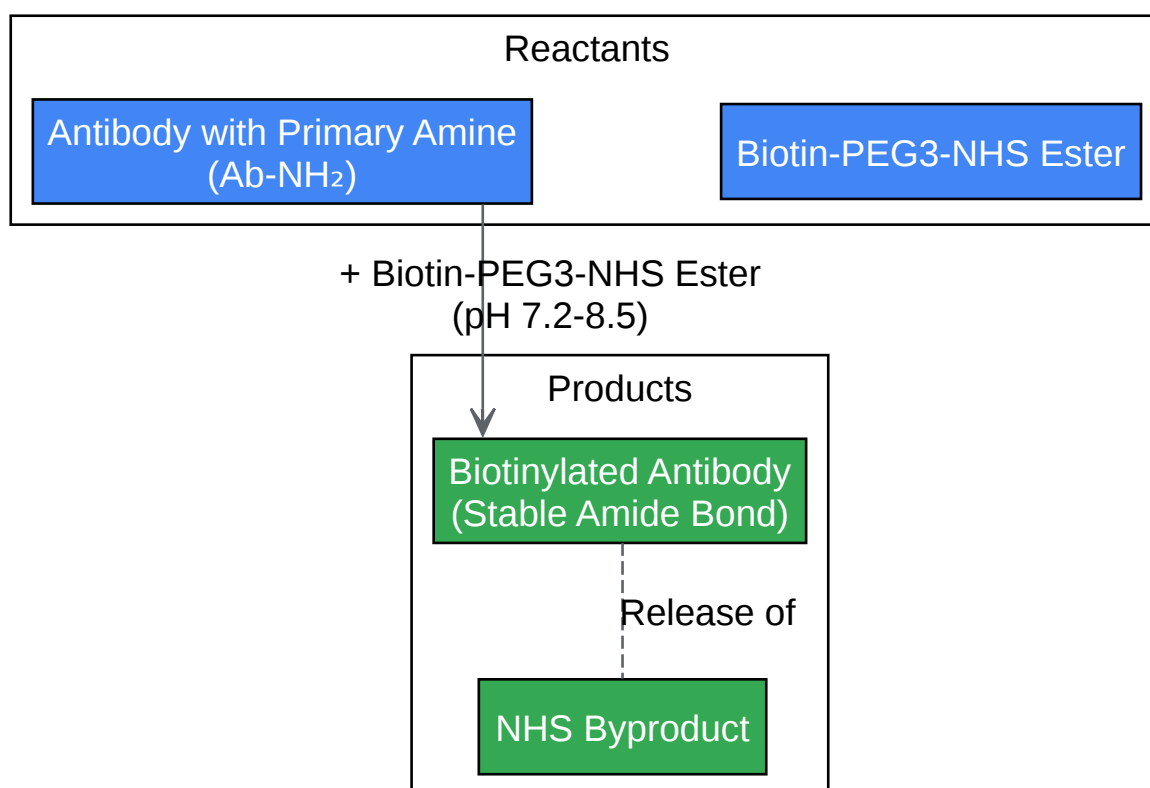 Reactants
Antibody with Primary Amine
(Ab-NH₂)
Biotin-PEG3-NHS Ester
+ Biotin-PEG3-NHS Ester
(pH 7.2-8.5)
Products
Biotinylated Antibody
(Stable Amide Bond)
Release of
NHS Byproduct